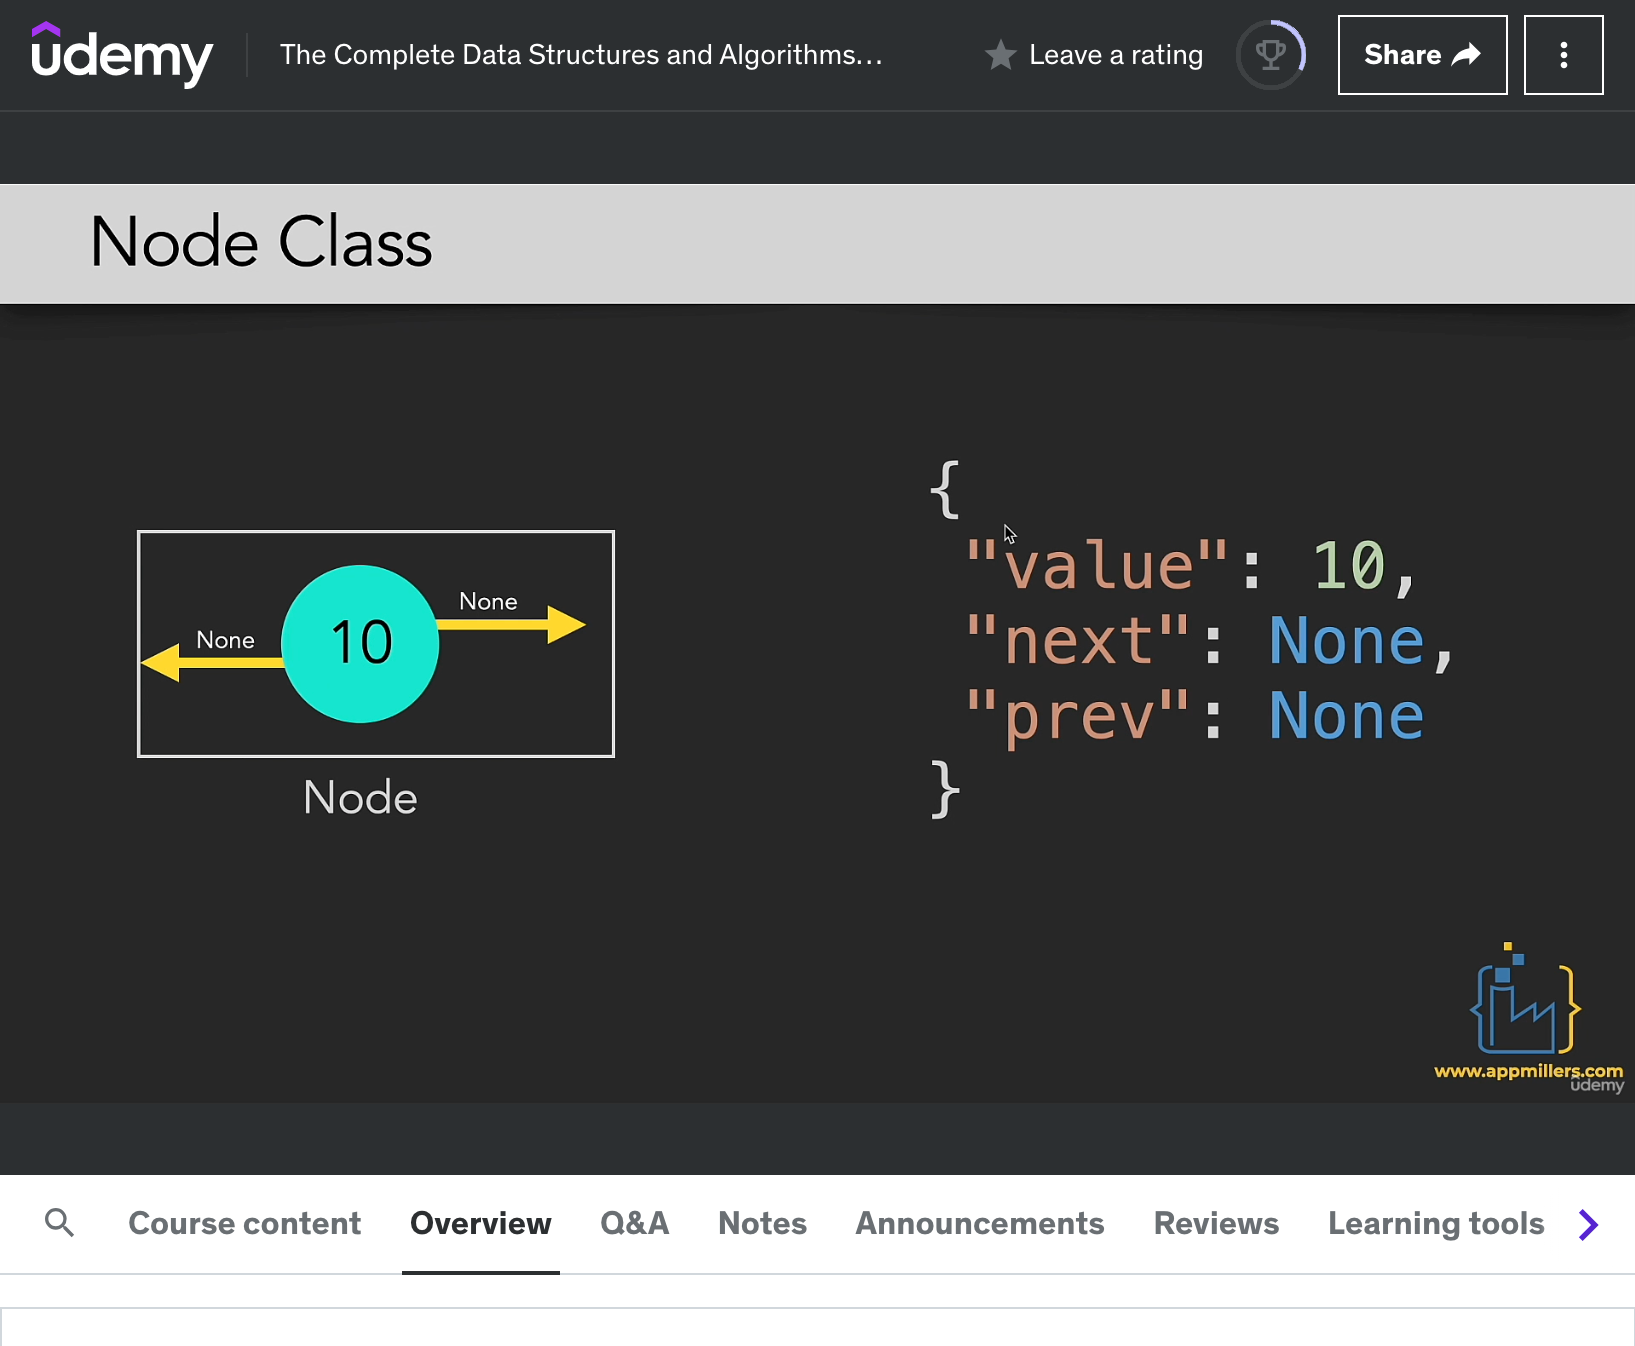 udemy
The Complete Data Structures and Algorithms...
Leave a rating
Share
Node Class
None
None
10
Node
{
"value": 10,
"next": None,
"prev": None
}
www.appmillers.com
udemy
Course content
Overview
Q&A
Notes
Announcements
Reviews
Learning tools